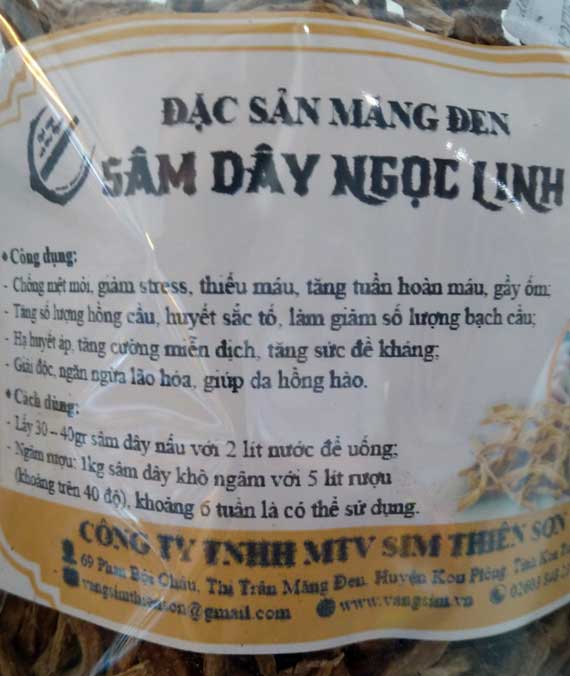 ĐẶC SẢN MĂNG ĐEN
SÂM DÂY NGỌC LINH
• Công dụng:
- Chống mệt mỏi, giảm stress, thiếu máu, tăng tuần hoàn máu, gầy ốm;
- Tăng số lượng hồng cầu, huyết sắc tố, làm giảm số lượng bạch cầu;
- Hạ huyết áp, tăng cường miễn dịch, tăng sức đề kháng;
- Giải độc, ngăn ngừa lão hóa, giúp da hồng hào.
• Cách dùng:
- Lấy 30 – 40gr sâm dây nấu với 2 lít nước để uống;
- Ngâm rượu: 1kg sâm dây khô ngâm với 5 lít rượu
(khoảng trên 40 độ), khoảng 6 tuần là có thể sử dụng.
CÔNG TY TNHH MTV SIM THIÊN SƠN
69 Phan Bội Châu, Thị Trấn Măng Đen, Huyện Kon Plông, Tỉnh Kon
vangsimthienson@gmail.com www.vangsim.vn 02603 848